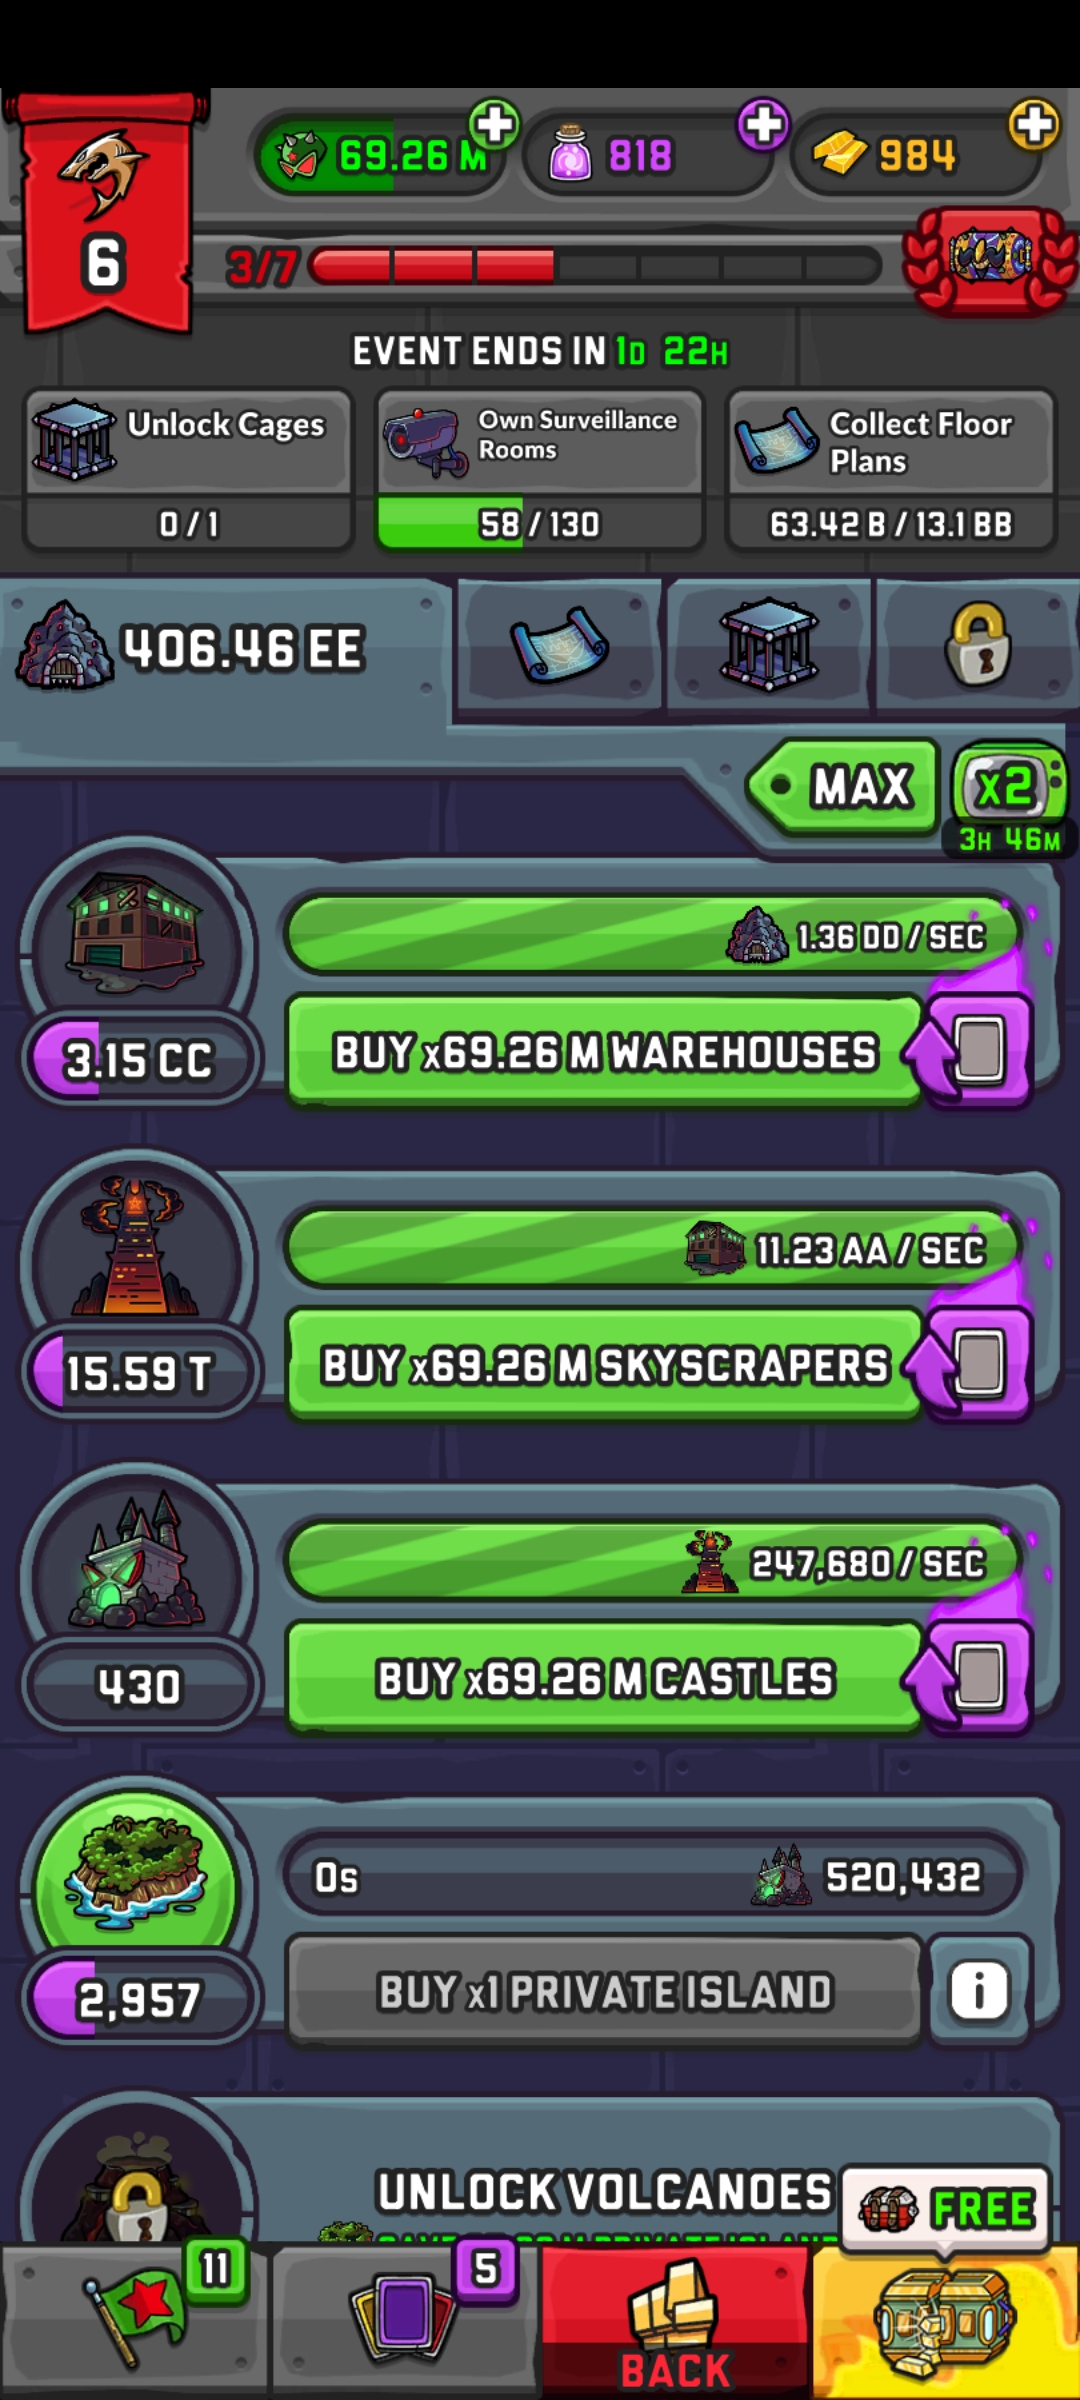 69.26 M
818
984
6
3/7
EVENT ENDS IN 1D 22H
Unlock Cages
0 / 1
Own Surveillance
Rooms
58 / 130
Collect Floor
Plans
63.42 B / 13.1 BB
406.46 EE
MAX
x2
3H 46M
1.36 DD / SEC
3.15 CC
BUY x69.26 M WAREHOUSES
11.23 AA / SEC
15.59 T
BUY x69.26 M SKYSCRAPERS
247,680 / SEC
430
BUY x69.26 M CASTLES
0s
520,432
2,957
BUY x1 PRIVATE ISLAND
i
UNLOCK VOLCANOES
FREE
11
5
BACK